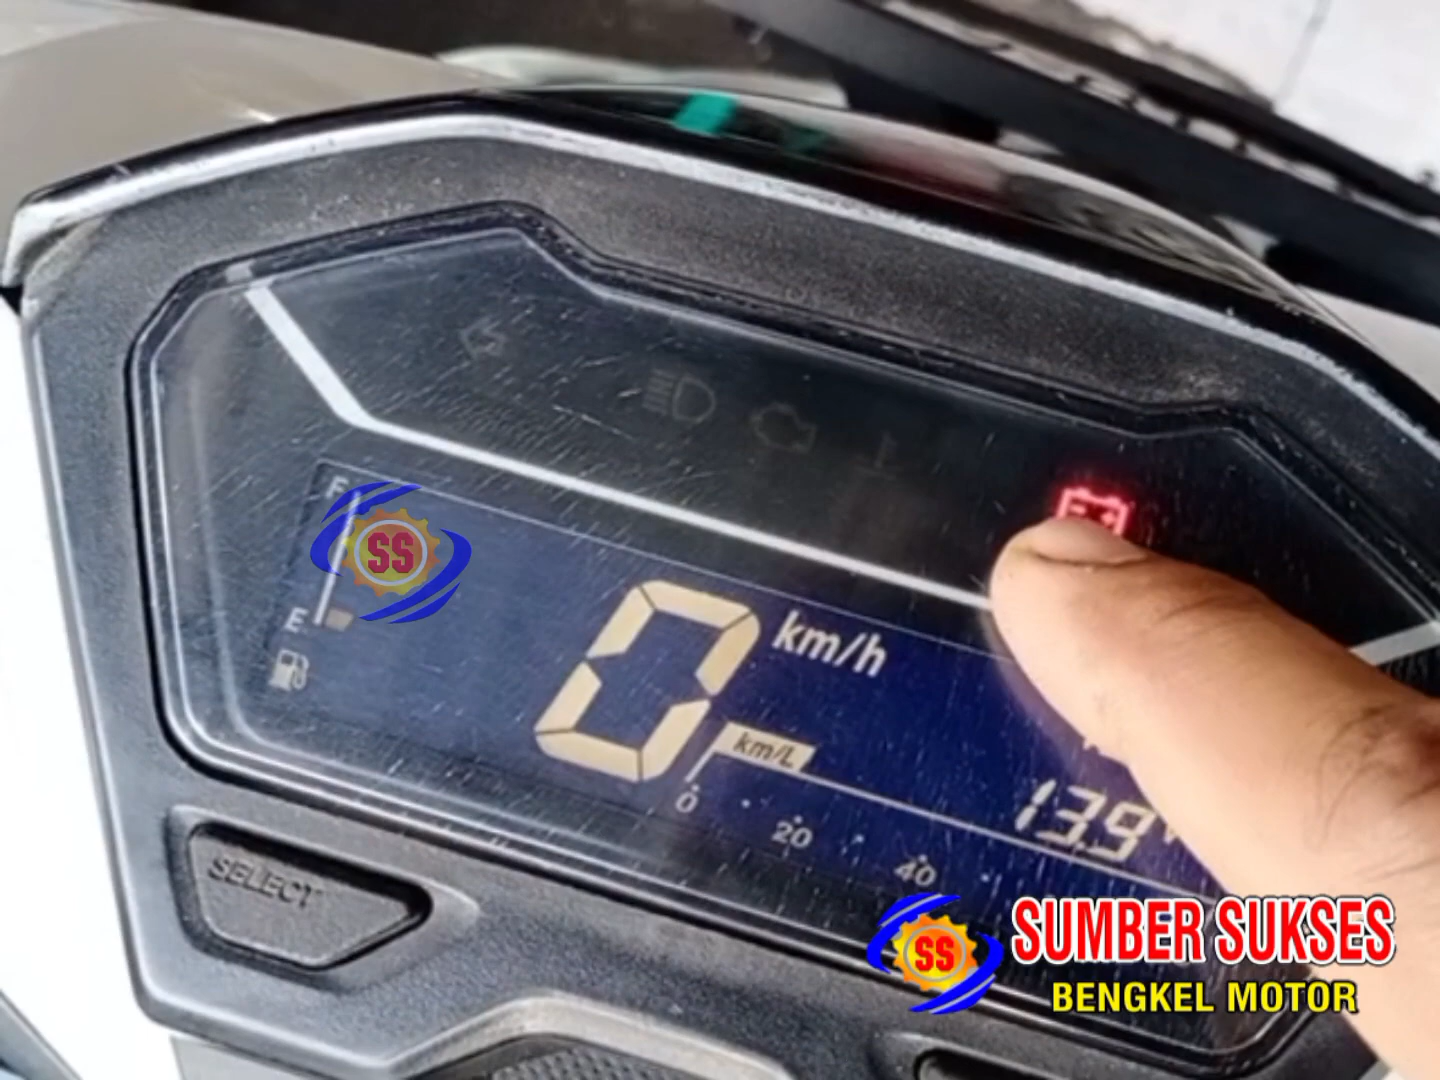 F
SS
E
km/h
km/L
0
20
40
0
13.9
SELECT
SS
SUMBER SUKSES
BENGKEL MOTOR